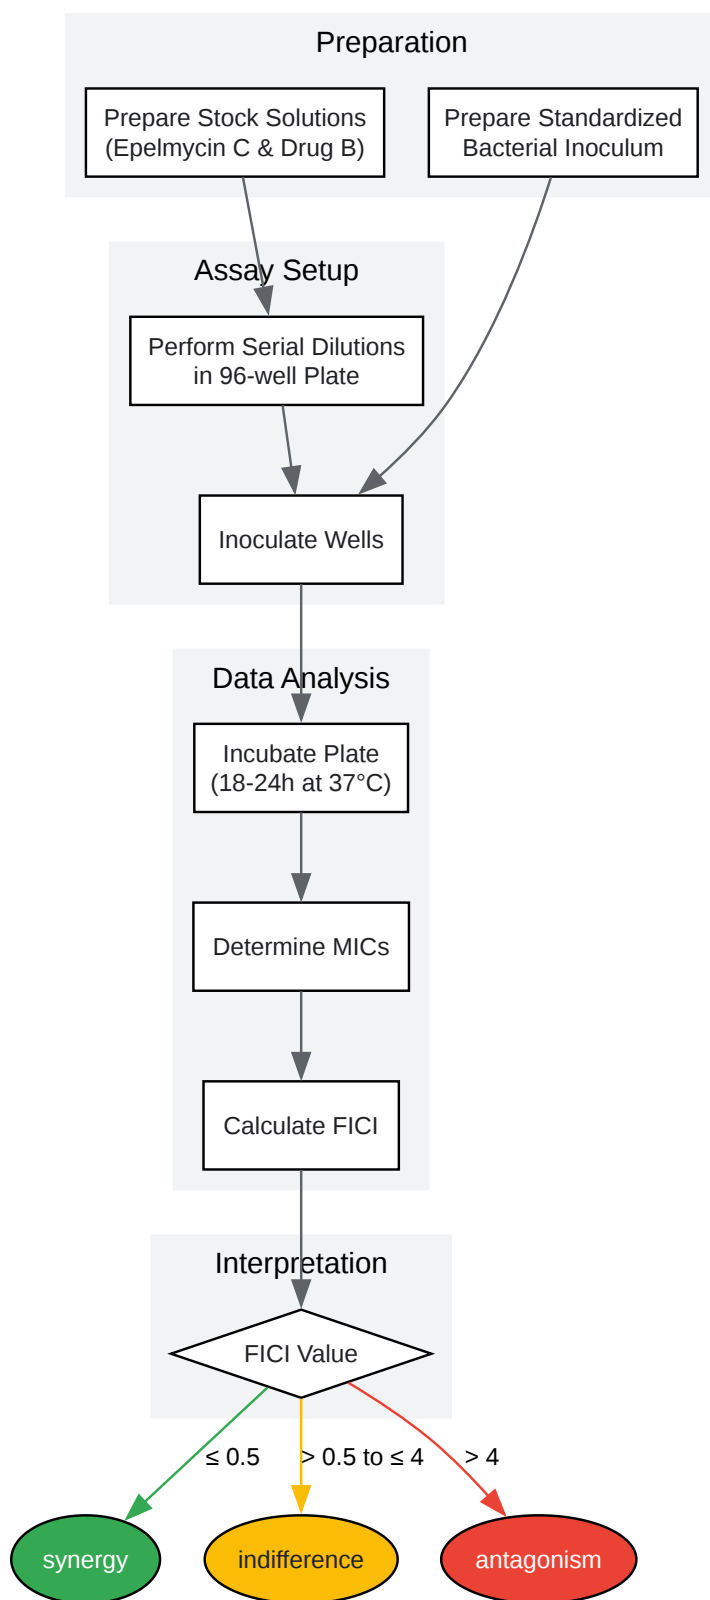 Preparation
Prepare Stock Solutions
(Epelmycin C & Drug B)
Prepare Standardized
Bacterial Inoculum
Assay Setup
Perform Serial Dilutions
in 96-well Plate
Inoculate Wells
Data Analysis
Incubate Plate
(18-24h at 37°C)
Determine MICs
Calculate FICI
Interpretation
FICI Value
≤ 0.5
> 0.5 to ≤ 4
> 4
synergy
indifference
antagonism